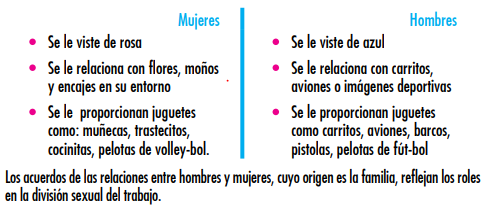 Mujeres
• Se le viste de rosa
• Se le relaciona con flores, moños
y encajes en su entorno
• Se le proporcionan juguetes
como: muñecas, trastecitos,
cocinitas, pelotas de volley-bol.
Hombres
• Se le viste de azul
• Se le relaciona con carritos,
aviones o imágenes deportivas
• Se le proporcionan juguetes
como carritos, aviones, barcos,
pistolas, pelotas de fút-bol
Los acuerdos de las relaciones entre hombres y mujeres, cuyo origen es la familia, reflejan los roles
en la división sexual del trabajo.